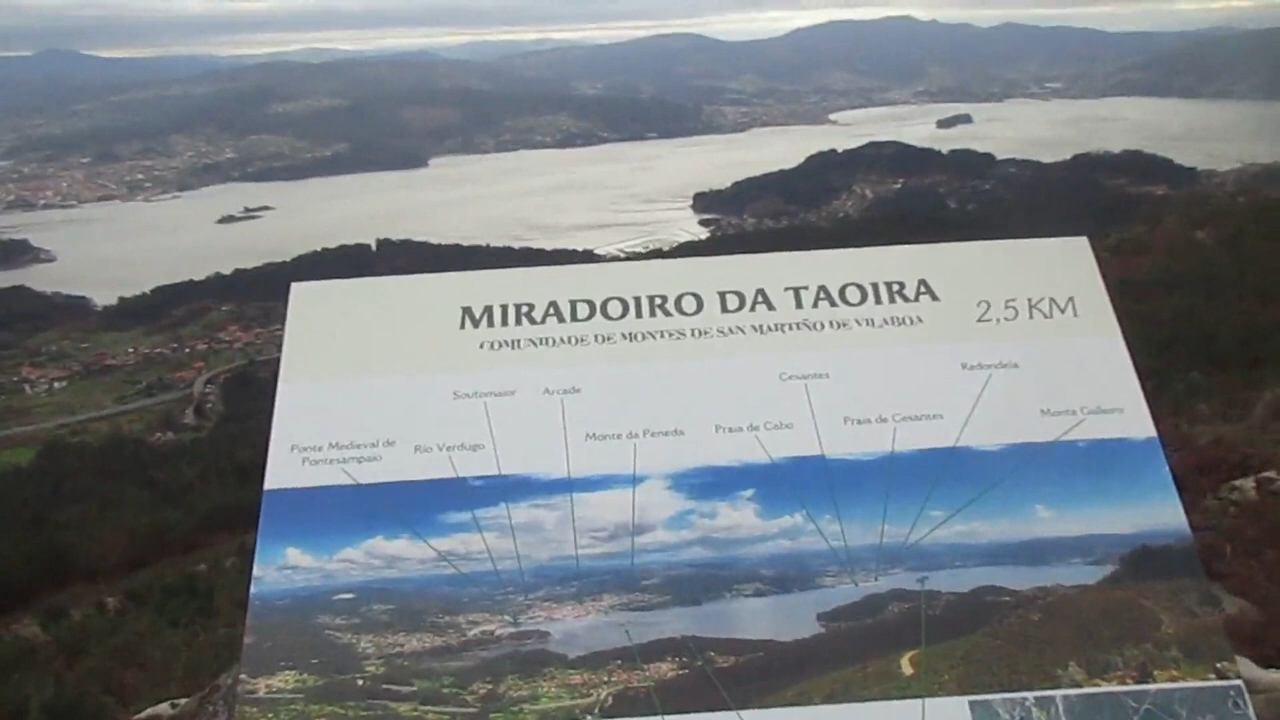 MIRADOIRO DA TAOIRA
2,5 KM
COMUNIDADE DE MONTES DE SAN MARTIÑO DE VILABOA
Soutomaior
Arcade
Cesantes
Redondela
Ponte Medieval de
Pontesampaio
Río Verdugo
Monte da Peneda
Praia de Cabo
Praia de Cesantes
Monte Galleiro